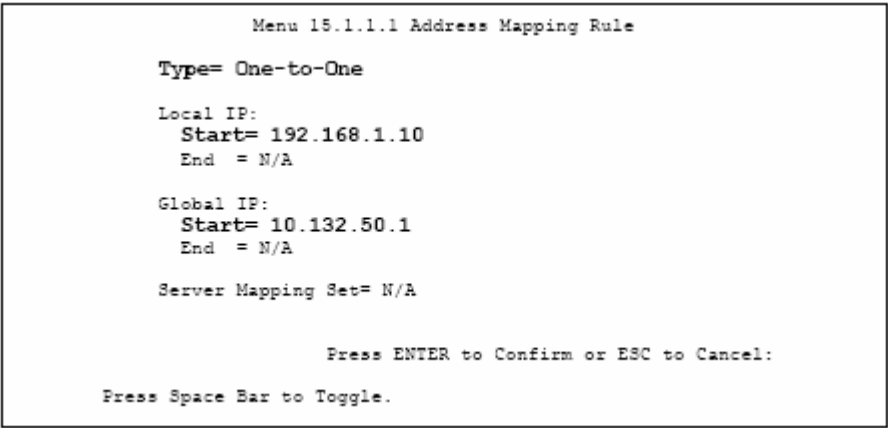 Menu 15.1.1.1 Address Mapping Rule
Type= One-to-One
Local IP:
Start= 192.168.1.10
End = N/A
Global IP:
Start= 10.132.50.1
End = N/A
Server Mapping Set= N/A
Press ENTER to Confirm or ESC to Cancel:
Press Space Bar to Toggle.